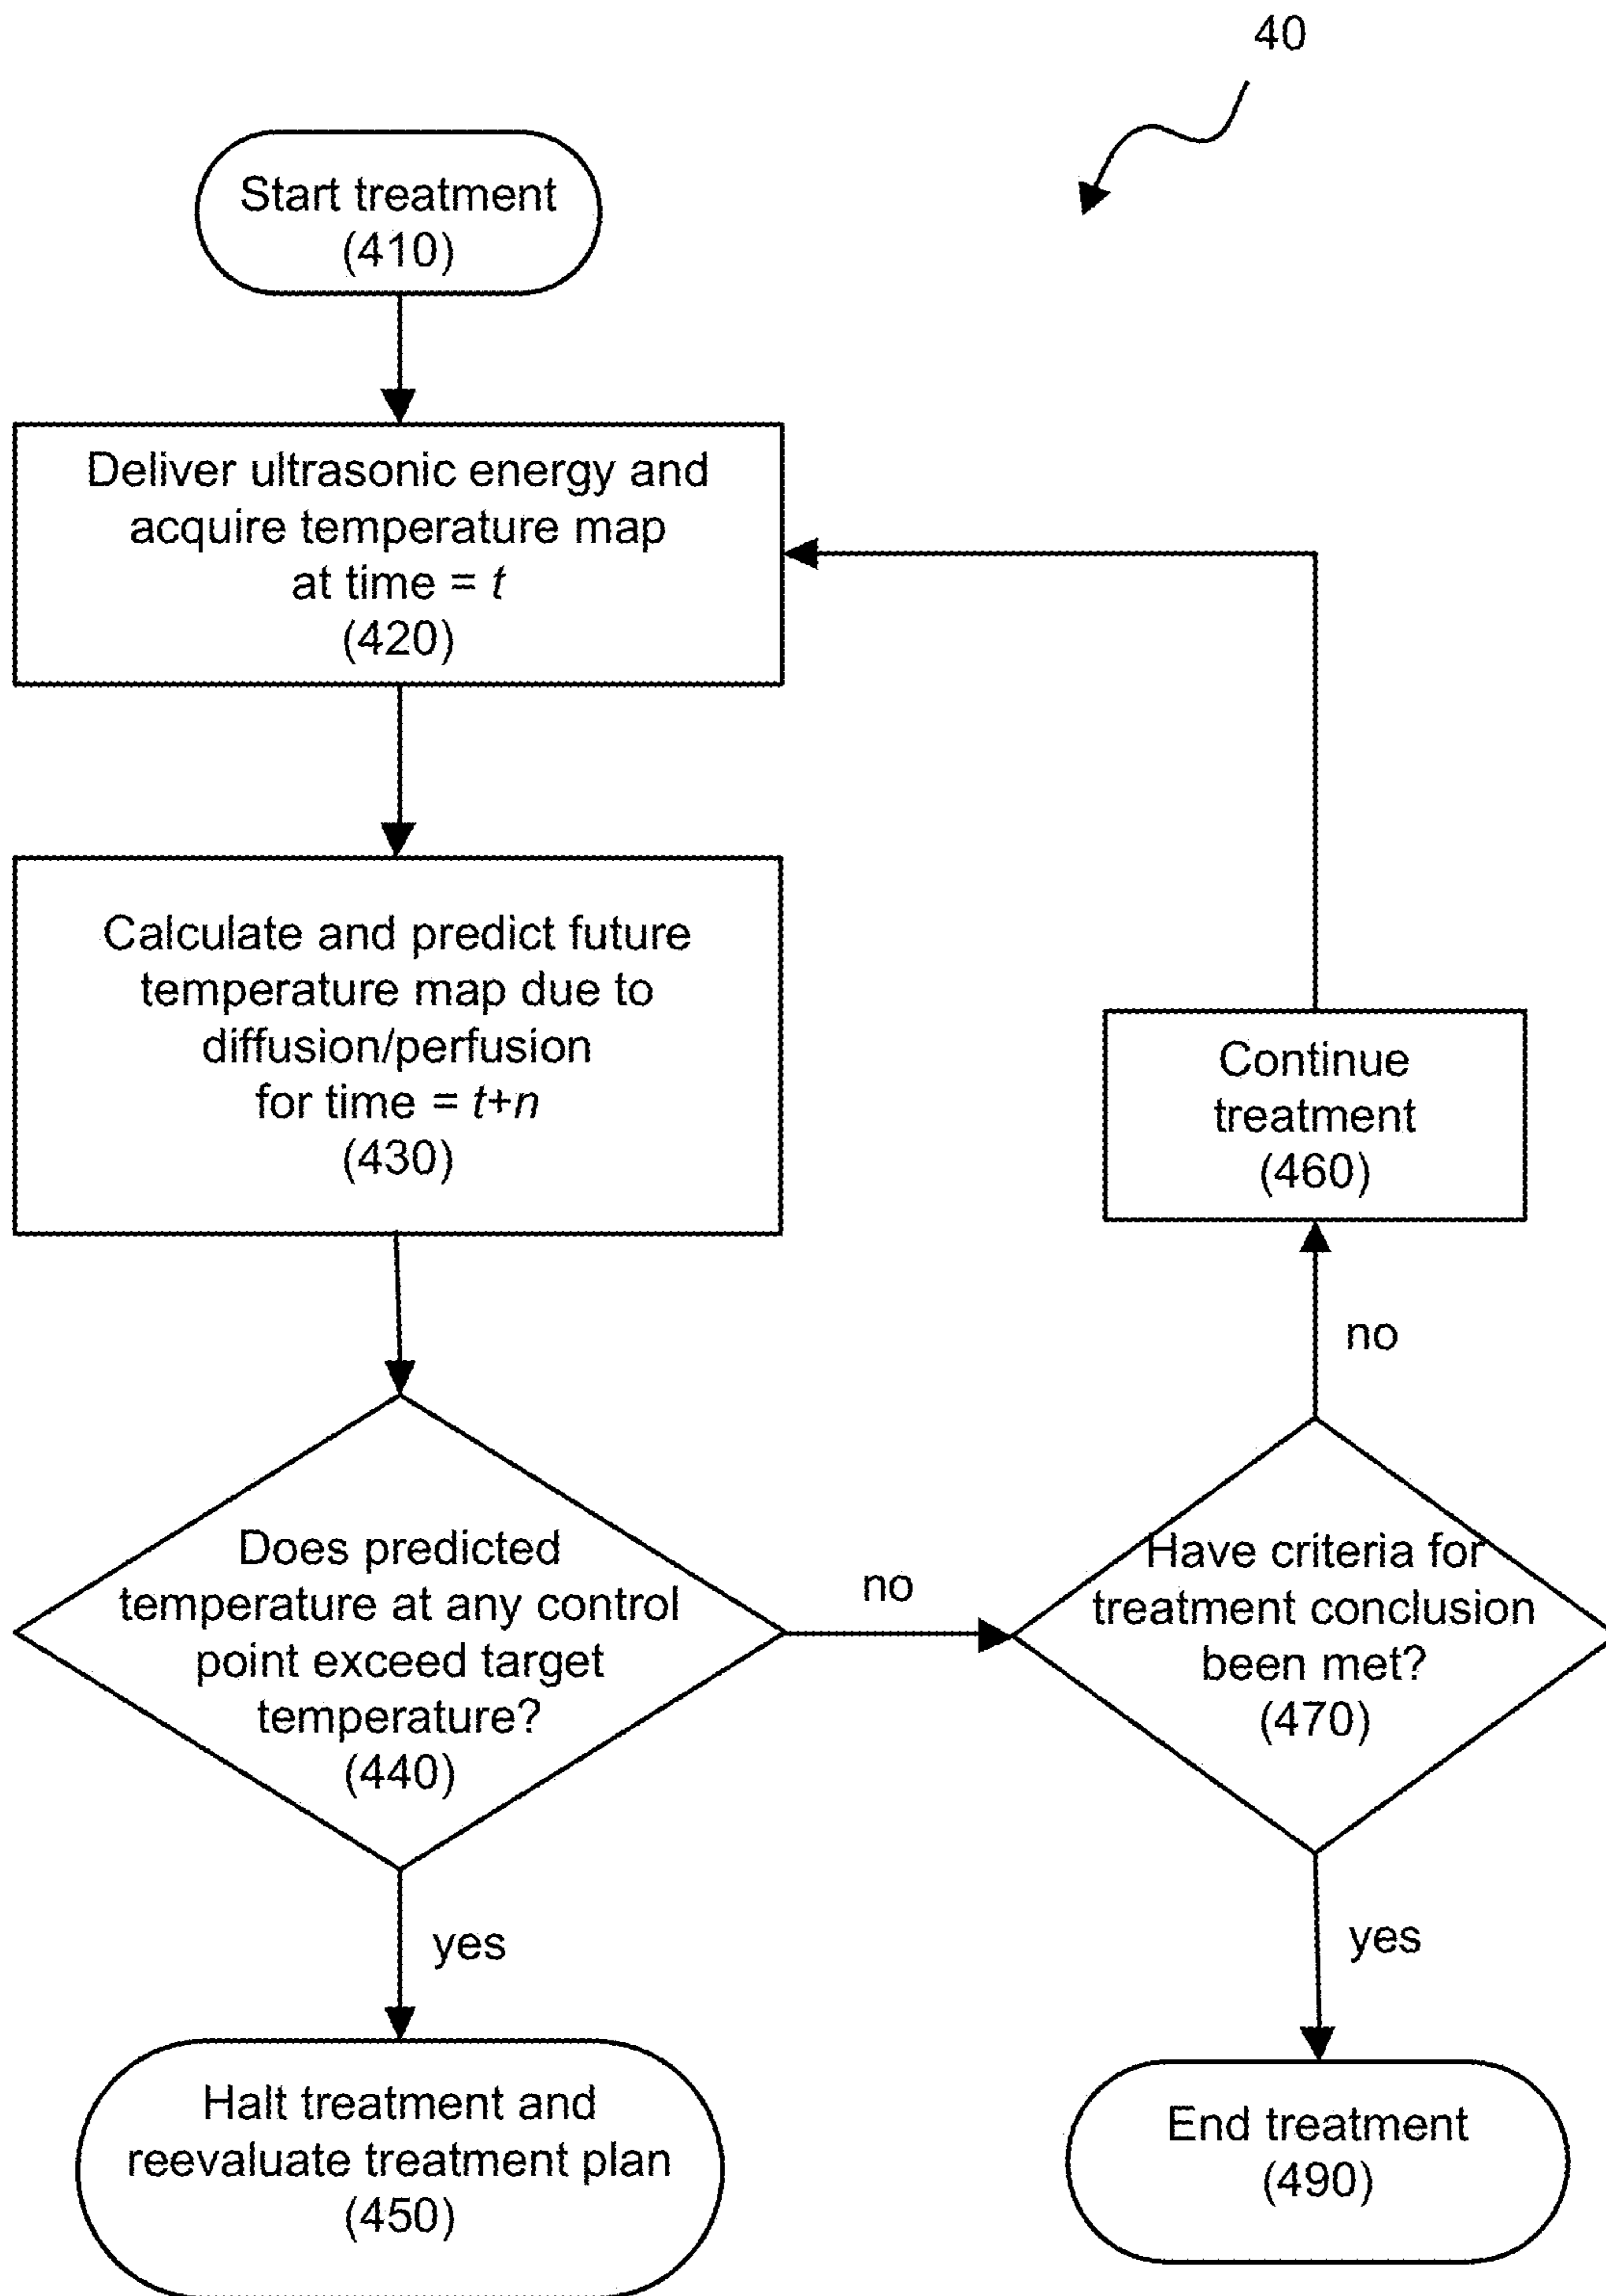 40
Start treatment
(410)
Deliver ultrasonic energy and
acquire temperature map
at time = t
(420)
Calculate and predict future
temperature map due to
diffusion/perfusion
for time = t+n
(430)
Continue
treatment
(460)
no
Does predicted
temperature at any control
point exceed target
temperature?
(440)
no
Have criteria for
treatment conclusion
been met?
(470)
yes
yes
Halt treatment and
reevaluate treatment plan
(450)
End treatment
(490)